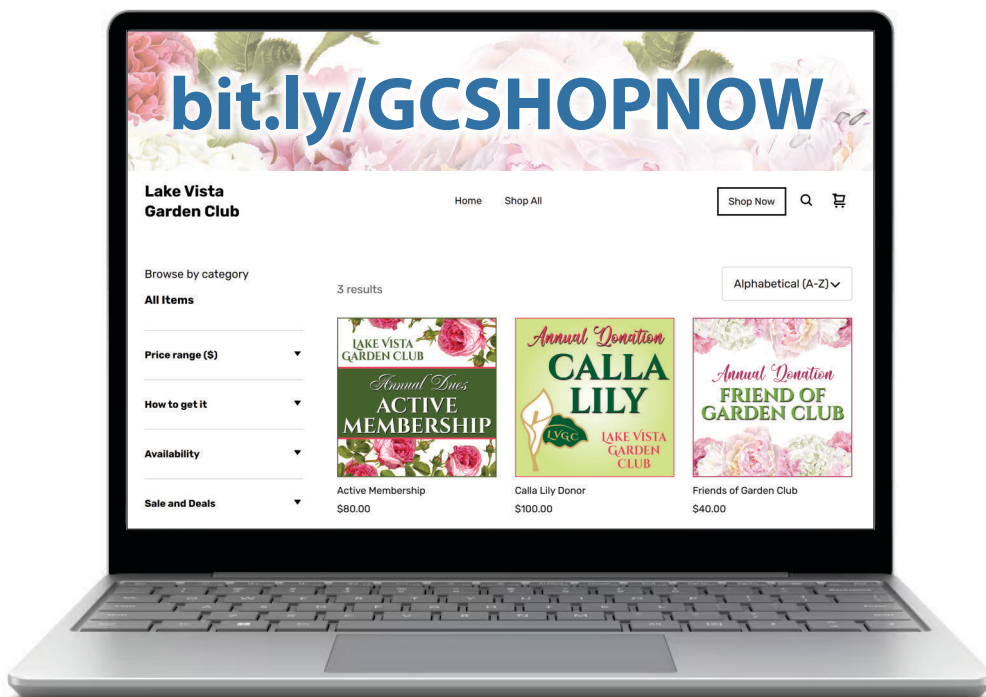 bit.ly/GCSHOPNOW
Lake Vista
Garden Club
Home Shop All
Shop Now
Browse by category
All Items
3 results
Alphabetical (A-Z)
Price range ($)
How to get it
Availability
Sale and Deals
LAKE VISTA
GARDEN CLUB
Annual Dues
ACTIVE
MEMBERSHIP
Active Membership
$80.00
Annual Donation
CALLA
LILY
LVGC
LAKE VISTA
GARDEN
CLUB
Calla Lily Donor
$100.00
Annual Donation
FRIEND OF
GARDEN CLUB
Friends of Garden Club
$40.00